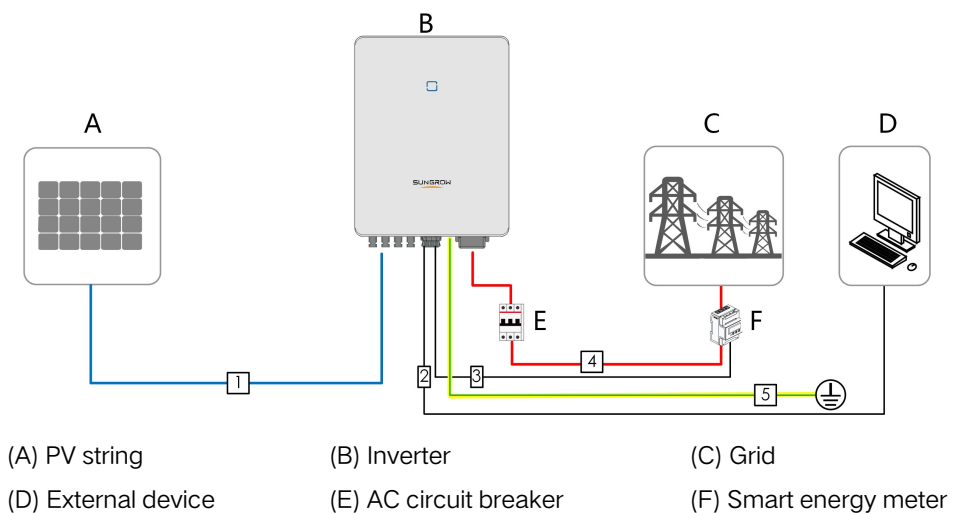 B
A
C
D
SUNGROW
E
F
4
1
2
3
5
(A) PV string
(B) Inverter
(C) Grid
(D) External device
(E) AC circuit breaker
(F) Smart energy meter